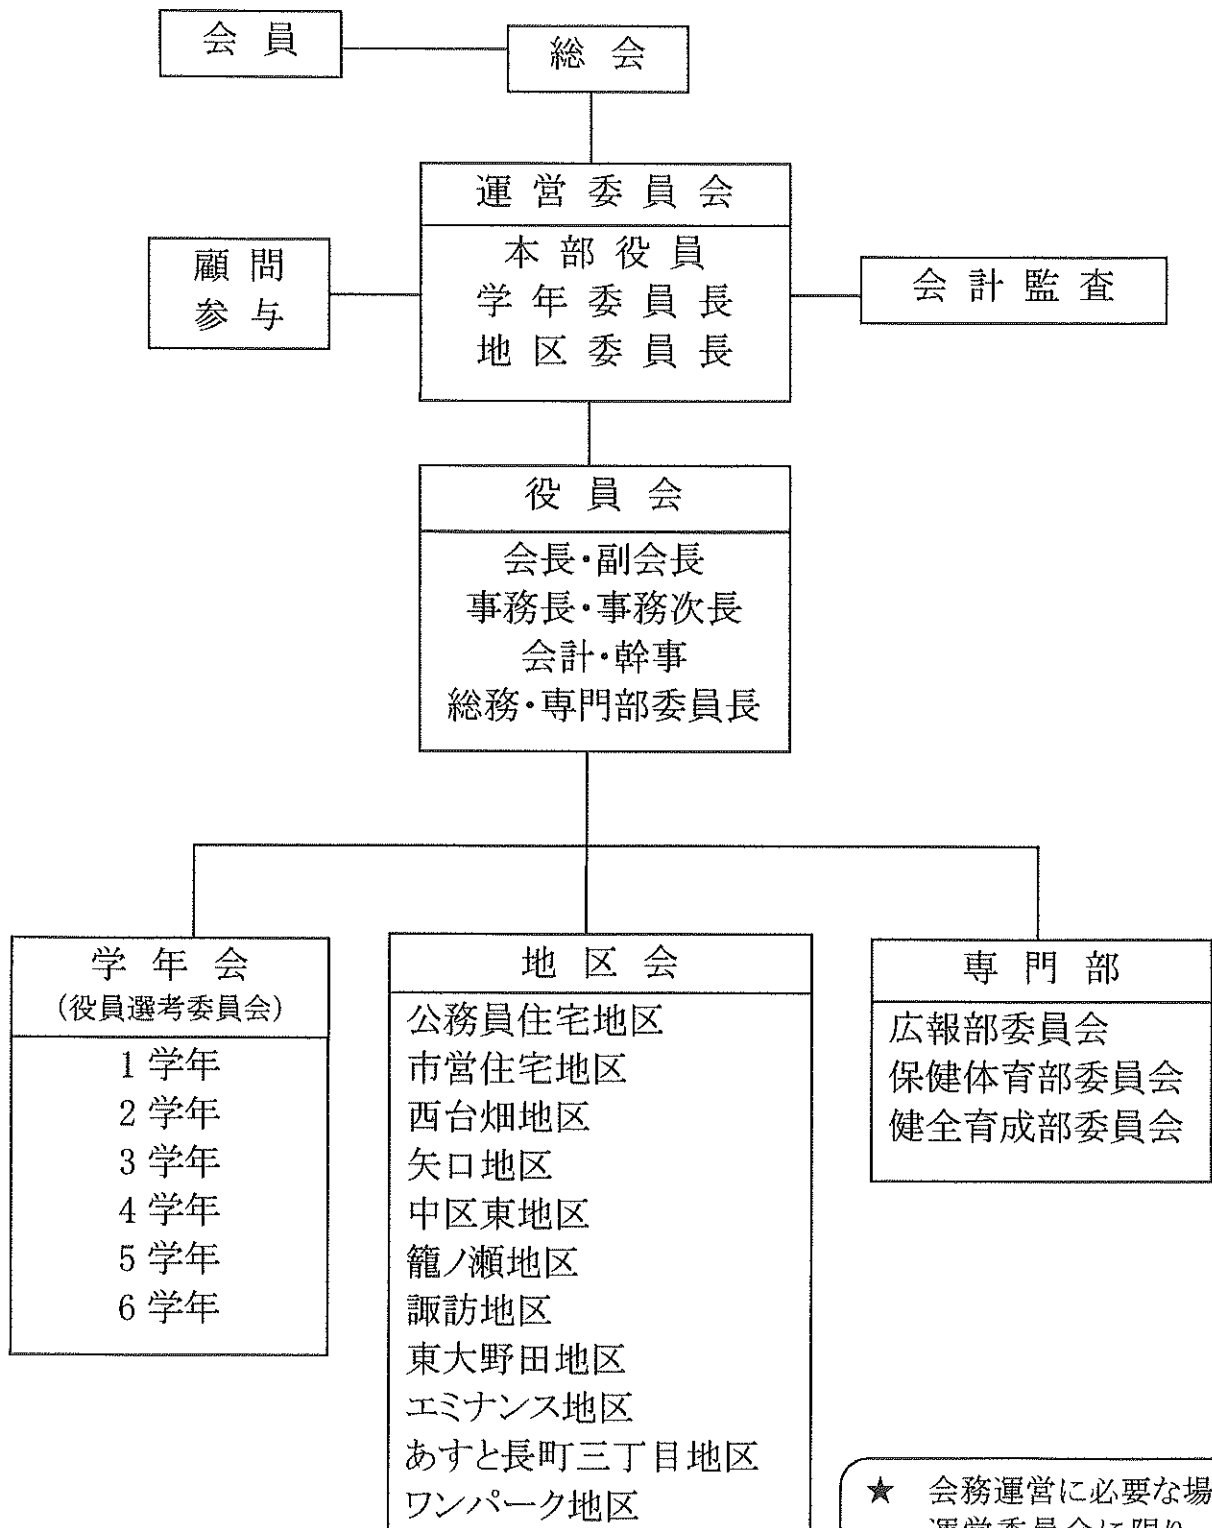 会 員
総 会
運 営 委 員 会
本 部 役 員
学 年 委 員 長
地 区 委 員 長
顧 問
参 与
会 計 監 査
役 員 会
会長・副会長
事務長・事務次長
会計・幹事
総務・専門部委員長
学 年 会
(役員選考委員会)
1 学年
2 学年
3 学年
4 学年
5 学年
6 学年
地 区 会
公務員住宅地区
市営住宅地区
西台畑地区
矢口地区
中区東地区
籠ノ瀬地区
諏訪地区
東大野田地区
エミナンス地区
あすと長町三丁目地区
ワンパーク地区
専 門 部
広報部委員会
保健体育部委員会
健全育成部委員会
★ 会務運営に必要な場
運営委員会に限り